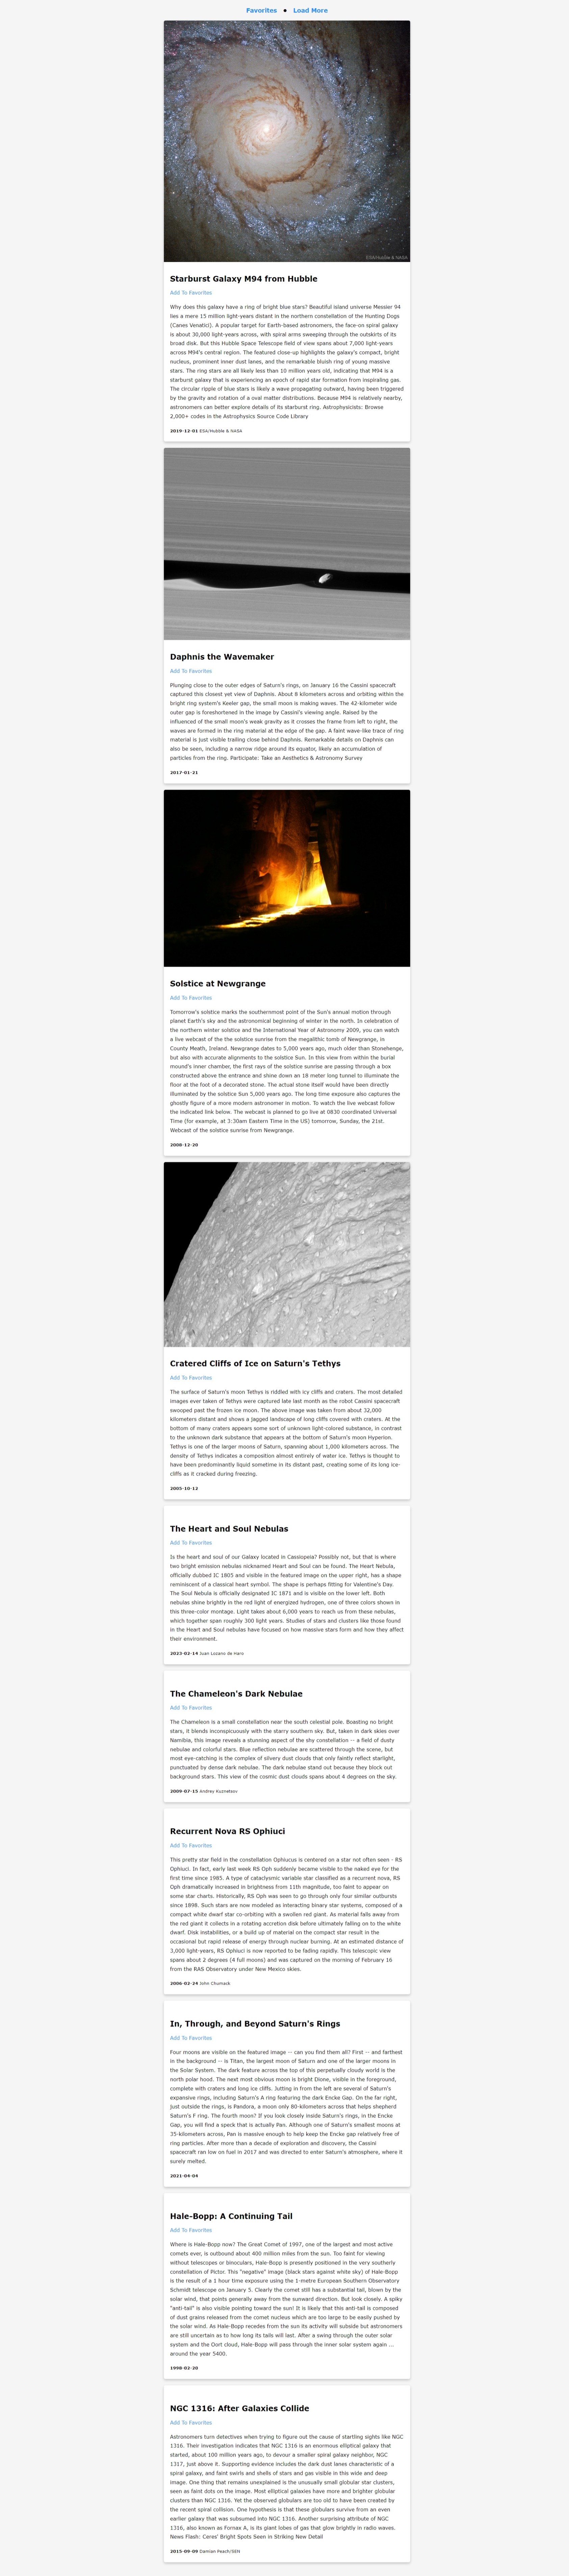 Favorites • Load More
ESA/Hubble & NASA
Starburst Galaxy M94 from Hubble
Add To Favorites
Why does this galaxy have a ring of bright blue stars? Beautiful island universe Messier 94
lies a mere 15 million light-years distant in the northern constellation of the Hunting Dogs
(Canes Venatici). A popular target for Earth-based astronomers, the face-on spiral galaxy
is about 30,000 light-years across, with spiral arms sweeping through the outskirts of its
broad disk. But this Hubble Space Telescope field of view spans about 7,000 light-years
across M94's central region. The featured close-up highlights the galaxy's compact, bright
nucleus, prominent inner dust lanes, and the remarkable bluish ring of young massive
stars. The ring stars are all likely less than 10 million years old, indicating that M94 is a
starburst galaxy that is experiencing an epoch of rapid star formation from inspiraling gas.
The circular ripple of blue stars is likely a wave propagating outward, having been triggered
by the gravity and rotation of a oval matter distributions. Because M94 is relatively nearby,
astronomers can better explore details of its starburst ring. Astrophysicists: Browse
2,000+ codes in the Astrophysics Source Code Library
2019-12-01 ESA/Hubble & NASA
Daphnis the Wavemaker
Add To Favorites
Plunging close to the outer edges of Saturn's rings, on January 16 the Cassini spacecraft
captured this closest yet view of Daphnis. About 8 kilometers across and orbiting within the
bright ring system's Keeler gap, the small moon is making waves. The 42-kilometer wide
outer gap is foreshortened in the image by Cassini's viewing angle. Raised by the
influenced of the small moon's weak gravity as it crosses the frame from left to right, the
waves are formed in the ring material at the edge of the gap. A faint wave-like trace of ring
material is just visible trailing close behind Daphnis. Remarkable details on Daphnis can
also be seen, including a narrow ridge around its equator, likely an accumulation of
particles from the ring. Participate: Take an Aesthetics & Astronomy Survey
2017-01-21
Solstice at Newgrange
Add To Favorites
Tomorrow's solstice marks the southernmost point of the Sun's annual motion through
planet Earth's sky and the astronomical beginning of winter in the north. In celebration of
the northern winter solstice and the International Year of Astronomy 2009, you can watch
a live webcast of the the solstice sunrise from the megalithic tomb of Newgrange, in
County Meath, Ireland. Newgrange dates to 5,000 years ago, much older than Stonehenge,
but also with accurate alignments to the solstice Sun. In this view from within the burial
mound's inner chamber, the first rays of the solstice sunrise are passing through a box
constructed above the entrance and shine down an 18 meter long tunnel to illuminate the
floor at the foot of a decorated stone. The actual stone itself would have been directly
illuminated by the solstice Sun 5,000 years ago. The long time exposure also captures the
ghostly figure of a more modern astronomer in motion. To watch the live webcast follow
the indicated link below. The webcast is planned to go live at 0830 coordinated Universal
Time (for example, at 3:30am Eastern Time in the US) tomorrow, Sunday, the 21st.
Webcast of the solstice sunrise from Newgrange.
2008-12-20
Cratered Cliffs of Ice on Saturn's Tethys
Add To Favorites
The surface of Saturn's moon Tethys is riddled with icy cliffs and craters. The most detailed
images ever taken of Tethys were captured late last month as the robot Cassini spacecraft
swooped past the frozen ice moon. The above image was taken from about 32,000
kilometers distant and shows a jagged landscape of long cliffs covered with craters. At the
bottom of many craters appears some sort of unknown light-colored substance, in contrast
to the unknown dark substance that appears at the bottom of Saturn's moon Hyperion.
Tethys is one of the larger moons of Saturn, spanning about 1,000 kilometers across. The
density of Tethys indicates a composition almost entirely of water ice. Tethys is thought to
have been predominantly liquid sometime in its distant past, creating some of its long ice-
cliffs as it cracked during freezing.
2005-10-12
The Heart and Soul Nebulas
Add To Favorites
Is the heart and soul of our Galaxy located in Cassiopeia? Possibly not, but that is where
two bright emission nebulas nicknamed Heart and Soul can be found. The Heart Nebula,
officially dubbed IC 1805 and visible in the featured image on the upper right, has a shape
reminiscent of a classical heart symbol. The shape is perhaps fitting for Valentine's Day.
The Soul Nebula is officially designated IC 1871 and is visible on the lower left. Both
nebulas shine brightly in the red light of energized hydrogen, one of three colors shown in
this three-color montage. Light takes about 6,000 years to reach us from these nebulas,
which together span roughly 300 light years. Studies of stars and clusters like those found
in the Heart and Soul nebulas have focused on how massive stars form and how they affect
their environment.
2023-02-14 Juan Lozano de Haro
The Chameleon's Dark Nebulae
Add To Favorites
The Chameleon is a small constellation near the south celestial pole. Boasting no bright
stars, it blends inconspicuously with the starry southern sky. But, taken in dark skies over
Namibia, this image reveals a stunning aspect of the shy constellation -- a field of dusty
nebulae and colorful stars. Blue reflection nebulae are scattered through the scene, but
most eye-catching is the complex of silvery dust clouds that only faintly reflect starlight,
punctuated by dense dark nebulae. The dark nebulae stand out because they block out
background stars. This view of the cosmic dust clouds spans about 4 degrees on the sky.
2009-07-15 Andrey Kuznetsov
Recurrent Nova RS Ophiuci
Add To Favorites
This pretty star field in the constellation Ophiucus is centered on a star not often seen - RS
Ophiuci. In fact, early last week RS Oph suddenly became visible to the naked eye for the
first time since 1985. A type of cataclysmic variable star classified as a recurrent nova, RS
Oph dramatically increased in brightness from 11th magnitude, too faint to appear on
some star charts. Historically, RS Oph was seen to go through only four similar outbursts
since 1898. Such stars are now modeled as interacting binary star systems, composed of a
compact white dwarf star co-orbiting with a swollen red giant. As material falls away from
the red giant it collects in a rotating accretion disk before ultimately falling on to the white
dwarf. Disk instabilities, or a build up of material on the compact star result in the
occasional but rapid release of energy through nuclear burning. At an estimated distance of
3,000 light-years, RS Ophiuci is now reported to be fading rapidly. This telescopic view
spans about 2 degrees (4 full moons) and was captured on the morning of February 16
from the RAS Observatory under New Mexico skies.
2006-02-24 John Chumack
In, Through, and Beyond Saturn's Rings
Add To Favorites
Four moons are visible on the featured image -- can you find them all? First -- and farthest
in the background -- is Titan, the largest moon of Saturn and one of the larger moons in
the Solar System. The dark feature across the top of this perpetually cloudy world is the
north polar hood. The next most obvious moon is bright Dione, visible in the foreground,
complete with craters and long ice cliffs. Jutting in from the left are several of Saturn's
expansive rings, including Saturn's A ring featuring the dark Encke Gap. On the far right,
just outside the rings, is Pandora, a moon only 80-kilometers across that helps shepherd
Saturn's F ring. The fourth moon? If you look closely inside Saturn's rings, in the Encke
Gap, you will find a speck that is actually Pan. Although one of Saturn's smallest moons at
35-kilometers across, Pan is massive enough to help keep the Encke gap relatively free of
ring particles. After more than a decade of exploration and discovery, the Cassini
spacecraft ran low on fuel in 2017 and was directed to enter Saturn's atmosphere, where it
surely melted.
2021-04-04
Hale-Bopp: A Continuing Tail
Add To Favorites
Where is Hale-Bopp now? The Great Comet of 1997, one of the largest and most active
comets ever, is outbound about 400 million miles from the sun. Too faint for viewing
without telescopes or binoculars, Hale-Bopp is presently positioned in the very southerly
constellation of Pictor. This "negative" image (black stars against white sky) of Hale-Bopp
is the result of a 1 hour time exposure using the 1-metre European Southern Observatory
Schmidt telescope on January 5. Clearly the comet still has a substantial tail, blown by the
solar wind, that points generally away from the sunward direction. But look closely. A spiky
"anti-tail" is also visible pointing toward the sun! It is likely that this anti-tail is composed
of dust grains released from the comet nucleus which are too large to be easily pushed by
the solar wind. As Hale-Bopp recedes from the sun its activity will subside but astronomers
are still uncertain as to how long its tails will last. After a swing through the outer solar
system and the Oort cloud, Hale-Bopp will pass through the inner solar system again ...
around the year 5400.
1998-02-20
NGC 1316: After Galaxies Collide
Add To Favorites
Astronomers turn detectives when trying to figure out the cause of startling sights like NGC
1316. Their investigation indicates that NGC 1316 is an enormous elliptical galaxy that
started, about 100 million years ago, to devour a smaller spiral galaxy neighbor, NGC
1317, just above it. Supporting evidence includes the dark dust lanes characteristic of a
spiral galaxy, and faint swirls and shells of stars and gas visible in this wide and deep
image. One thing that remains unexplained is the unusually small globular star clusters,
seen as faint dots on the image. Most elliptical galaxies have more and brighter globular
clusters than NGC 1316. Yet the observed globulars are too old to have been created by
the recent spiral collision. One hypothesis is that these globulars survive from an even
earlier galaxy that was subsumed into NGC 1316. Another surprising attribute of NGC
1316, also known as Fornax A, is its giant lobes of gas that glow brightly in radio waves.
News Flash: Ceres' Bright Spots Seen in Striking New Detail
2015-09-09 Damian Peach/SEN